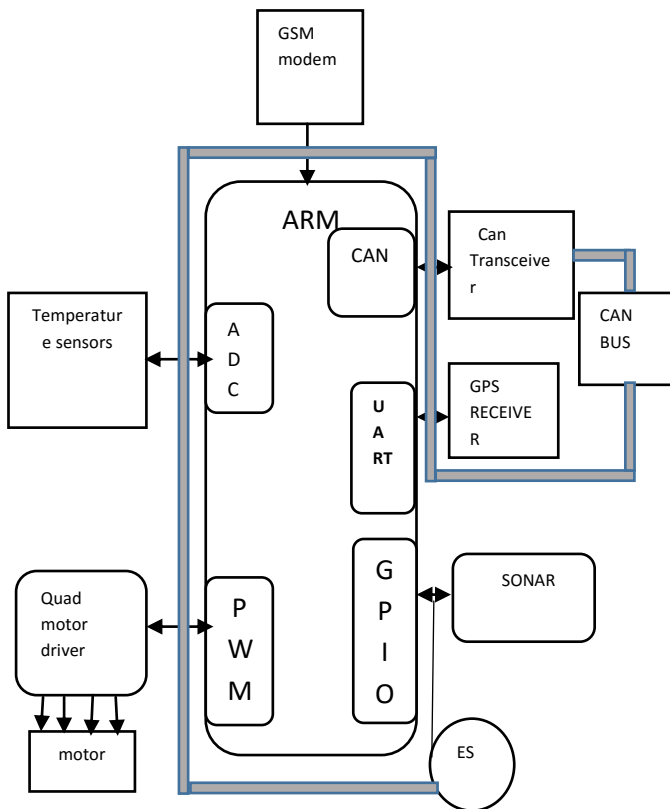 GSM
modem
ARM
CAN
Can
Transceive
r
CAN
BUS
Temperatur
e sensors
A
D
C
GPS
RECEIVE
R
U
A
RT
Quad
motor
driver
P
W
M
G
P
I
O
SONAR
motor
ES